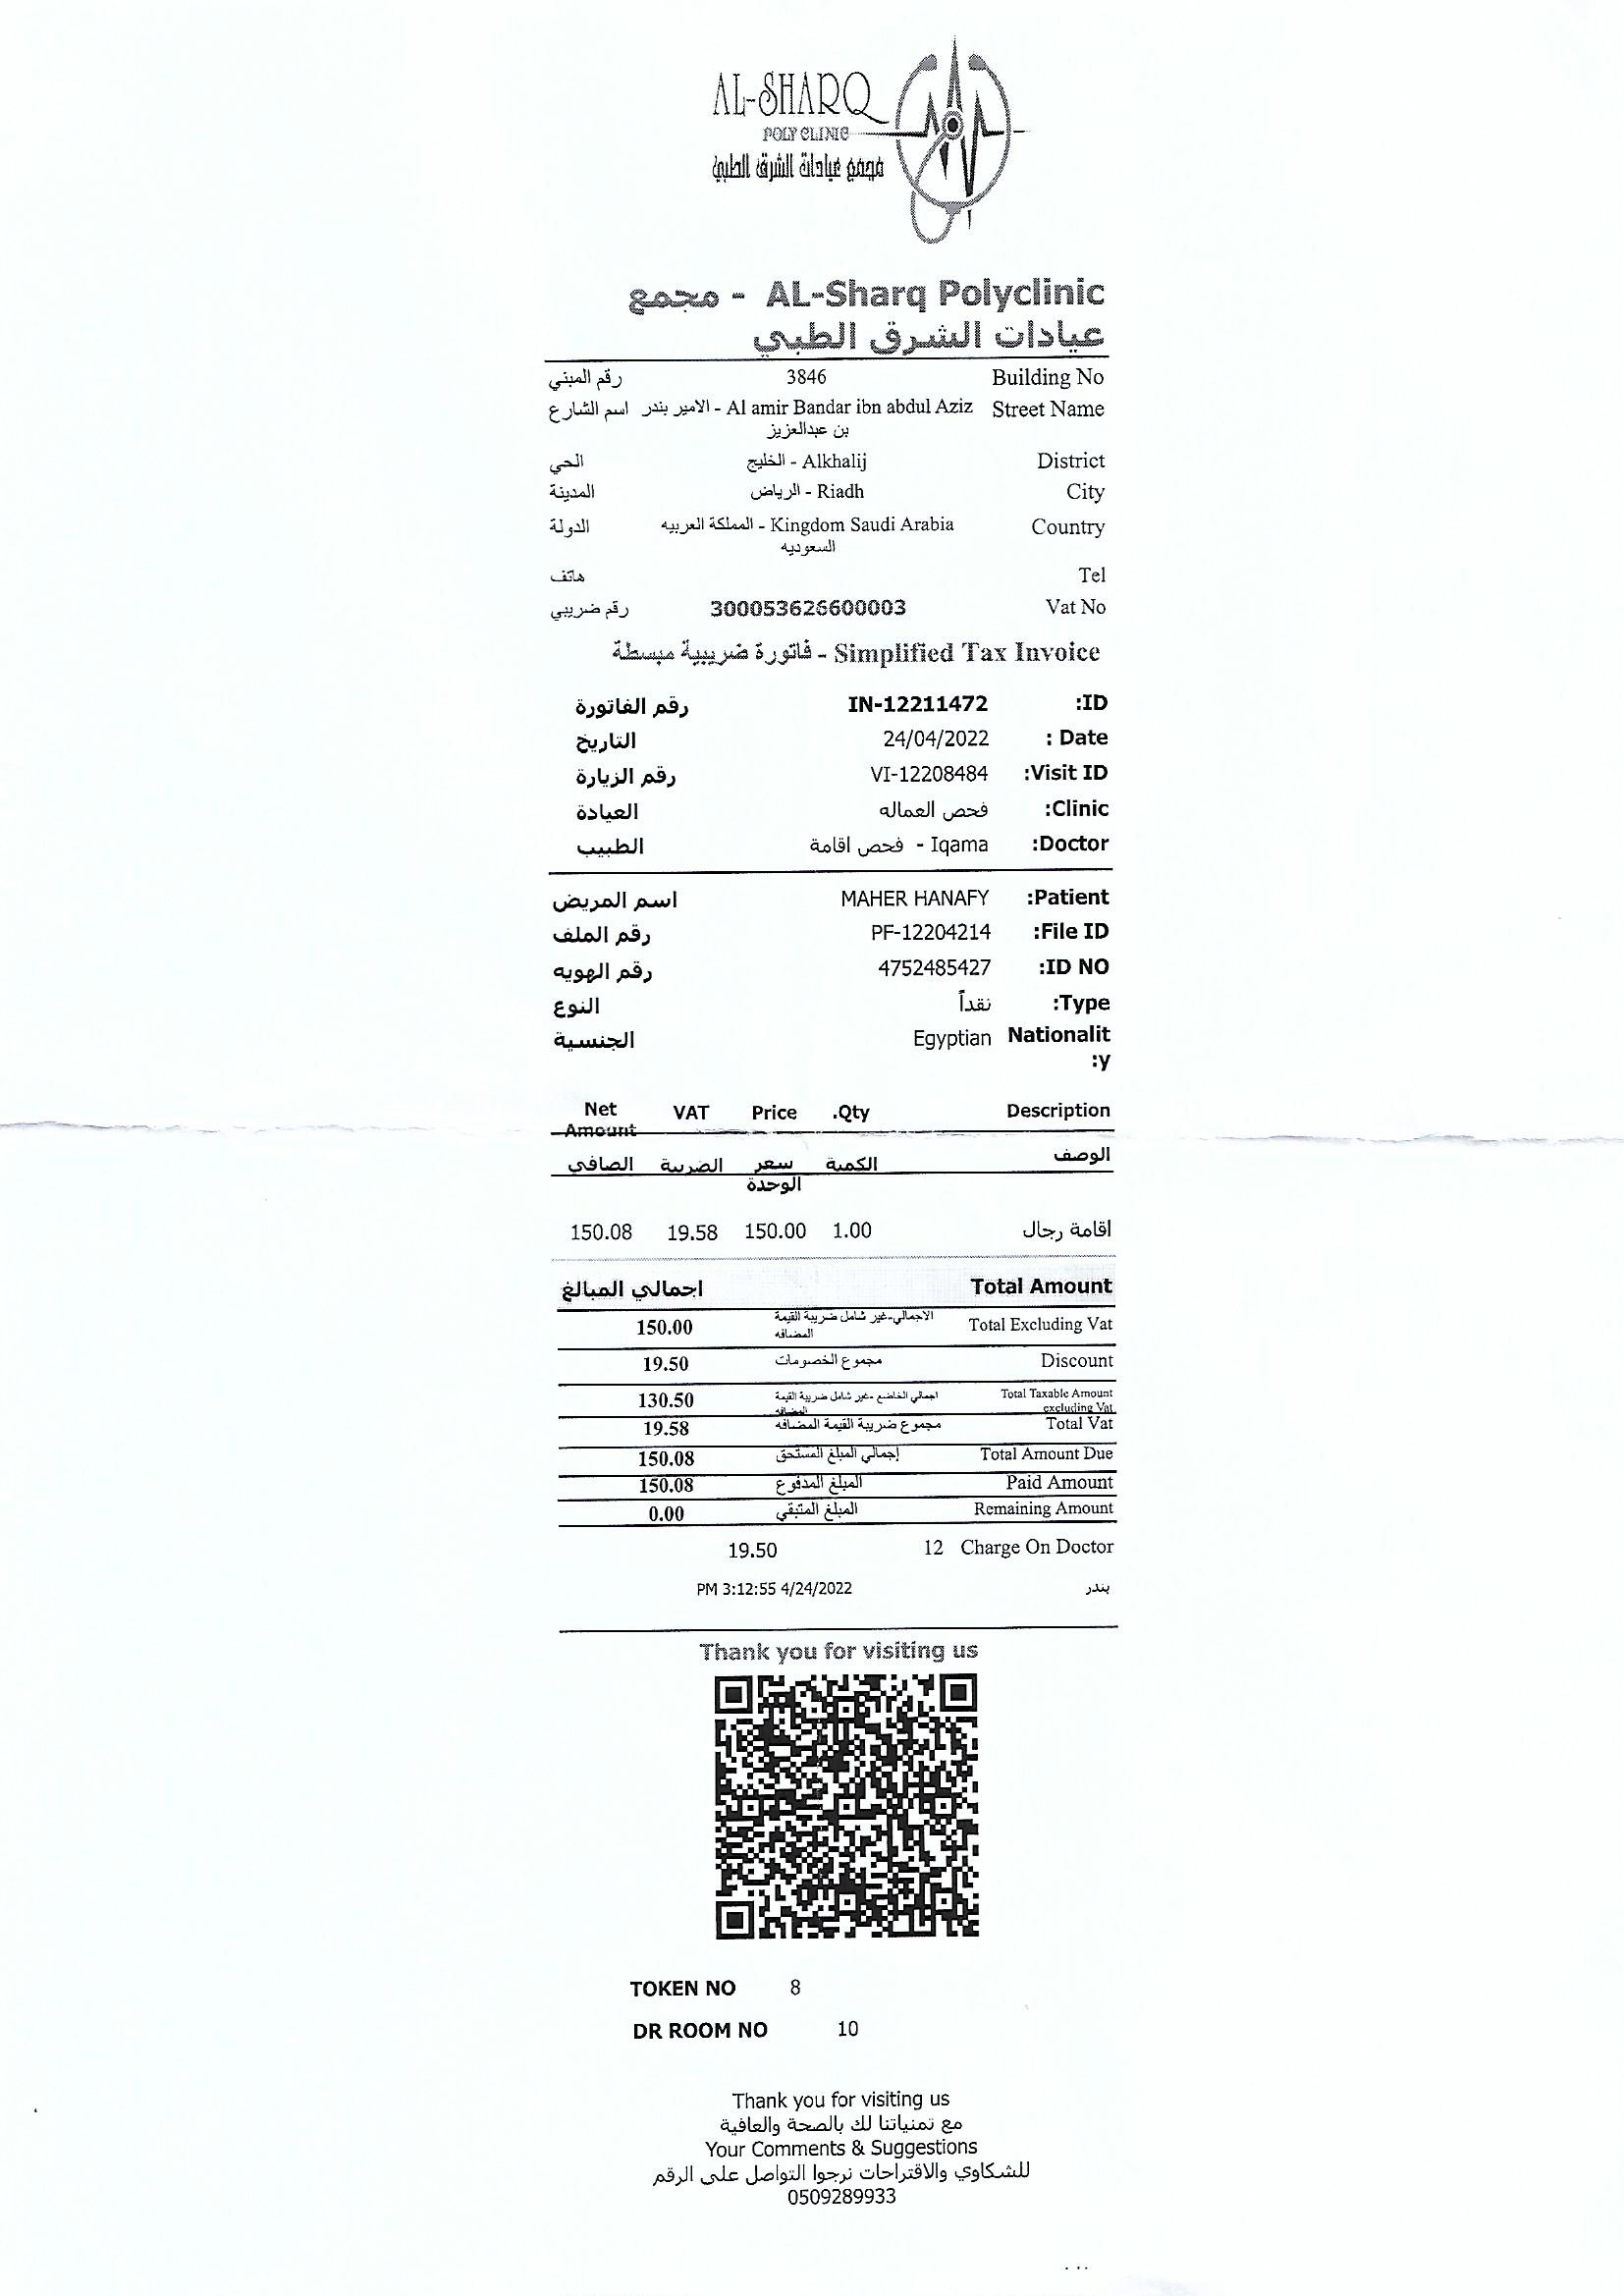 AL-SHARQ
POLY CLINIC
مجمع عيادات الشرق الطبي
AL-Sharq Polyclinic - مجمع
عيادات الشرق الطبي
Building No 3846 رقم المبني
Street Name Al amir Bandar ibn abdul Aziz - الامير بندر اسم الشارع
بن عبدالعزيز
District Alkhalij - الخليج الحي
City Riadh - الرياض المدينة
Country Kingdom Saudi Arabia - المملكة العربيه الدولة
السعوديه
Tel هاتف
Vat No 300053626600003 رقم ضريبي
Simplified Tax Invoice - فاتورة ضريبية مبسطة
ID: IN-12211472 رقم الفاتورة
Date : 24/04/2022 التاريخ
Visit ID: VI-12208484 رقم الزيارة
Clinic: فحص العماله العيادة
Doctor: Iqama - فحص اقامة الطبيب
Patient: MAHER HANAFY اسم المريض
File ID: PF-12204214 رقم الملف
ID NO: 4752485427 رقم الهويه
Type: نقداً النوع
Nationalit Egyptian الجنسية
y:
Description Qty. Price VAT Net
Amount
الوصف الكمية سعر الضريبة الصافي
الوحدة
اقامة رجال 1.00 150.00 19.58 150.08
Total Amount اجمالي المبالغ
Total Excluding Vat الاجمالي-غير شامل ضريبة القيمة 150.00
المضافه
Discount مجموع الخصومات 19.50
Total Taxable Amount اجمالي الخاضع -غير شامل ضريبة القيمة 130.50
excluding Vat المضافه
Total Vat مجموع ضريبة القيمة المضافه 19.58
Total Amount Due إجمالي المبلغ المستحق 150.08
Paid Amount المبلغ المدفوع 150.08
Remaining Amount المبلغ المتبقي 0.00
Charge On Doctor 12 19.50
بندر PM 3:12:55 4/24/2022
Thank you for visiting us
TOKEN NO 8
DR ROOM NO 10
Thank you for visiting us
مع تمنياتنا لك بالصحة والعافية
Your Comments & Suggestions
للشكاوي والاقتراحات نرجوا التواصل على الرقم
0509289933